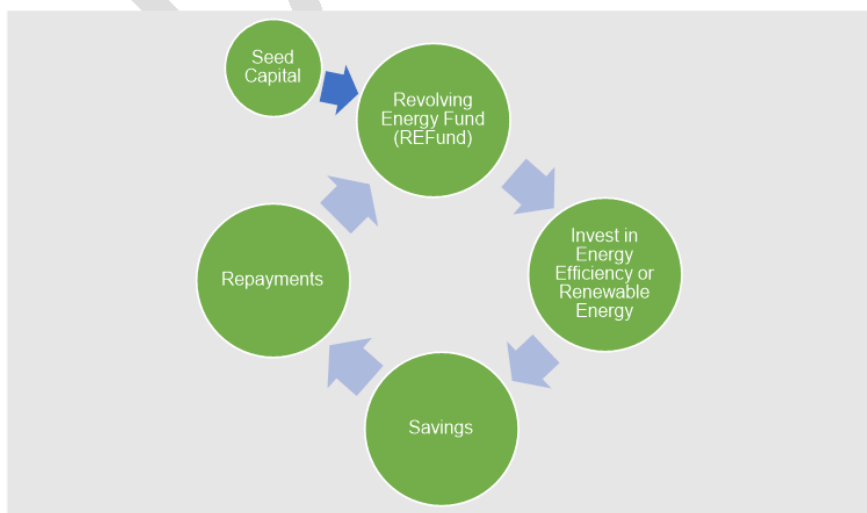 Seed
Capital
Revolving
Energy Fund
(REFund)
Invest in
Energy
Efficiency or
Renewable
Energy
Savings
Repayments